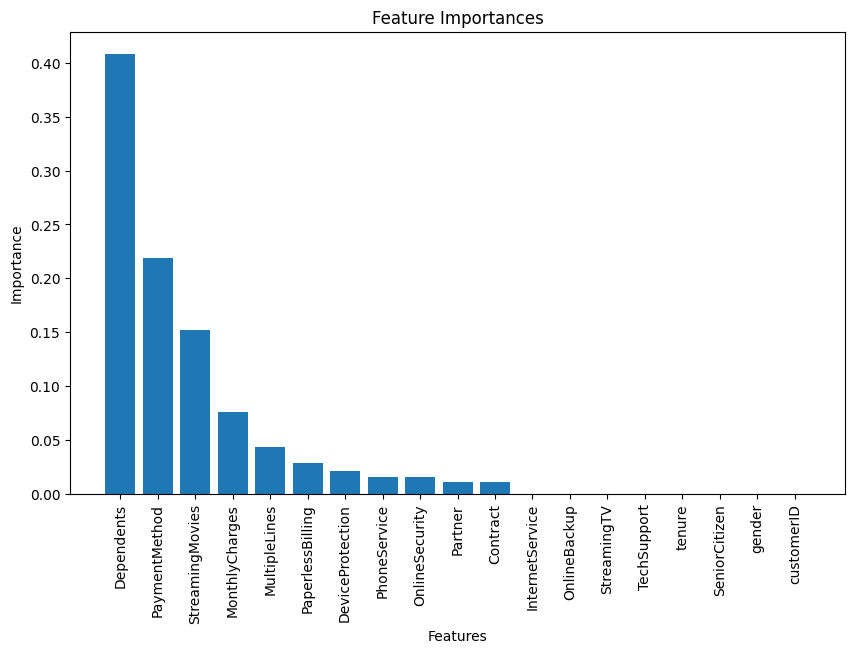 Feature Importances
Importance
0.40
0.35
0.30
0.25
0.20
0.15
0.10
0.05
0.00
Dependents
PaymentMethod
StreamingMovies
MonthlyCharges
MultipleLines
PaperlessBilling
DeviceProtection
PhoneService
OnlineSecurity
Partner
Contract
InternetService
OnlineBackup
StreamingTV
TechSupport
tenure
SeniorCitizen
gender
customerID
Features